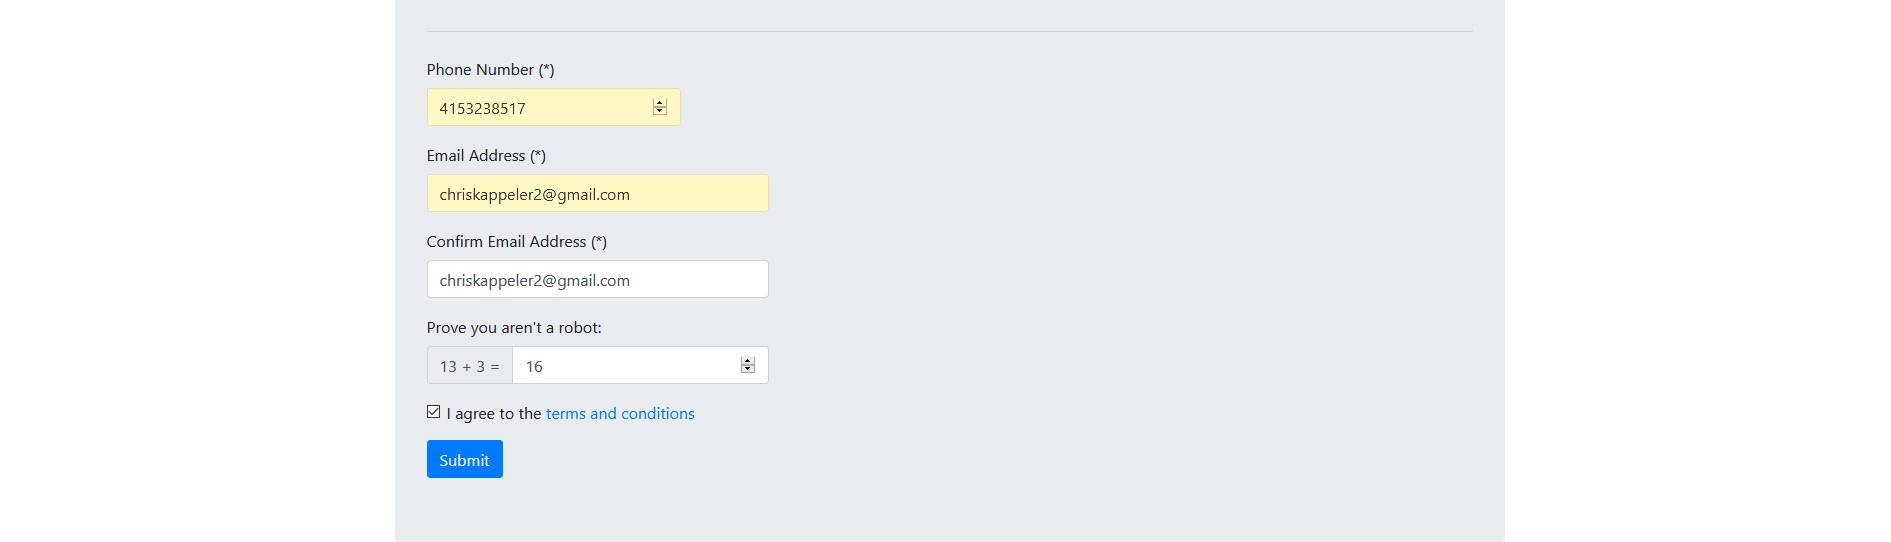 Phone Number (*)
4153238517
Email Address (*)
chriskappeler2@gmail.com
Confirm Email Address (*)
chriskappeler2@gmail.com
Prove you aren't a robot:
13 + 3 = 16
I agree to the terms and conditions
Submit